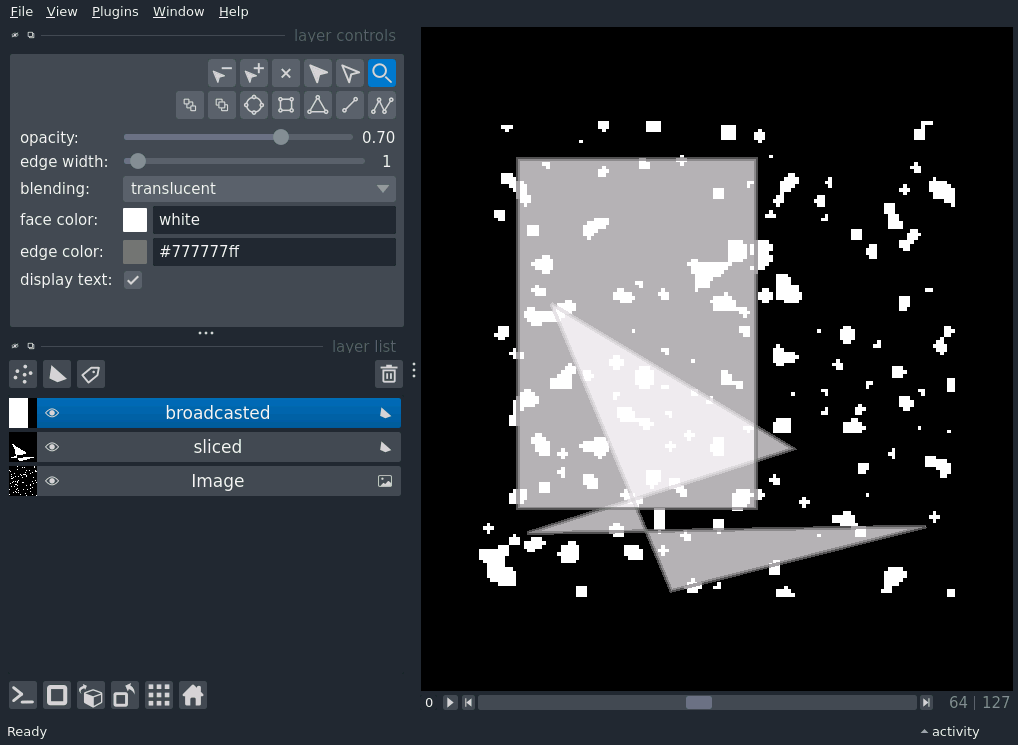 File View Plugins Window Help
layer controls
opacity: 0.70
edge width: 1
blending: translucent
face color: white
edge color: #777777ff
display text:
layer list
broadcasted
sliced
Image
0 64 | 127
Ready activity